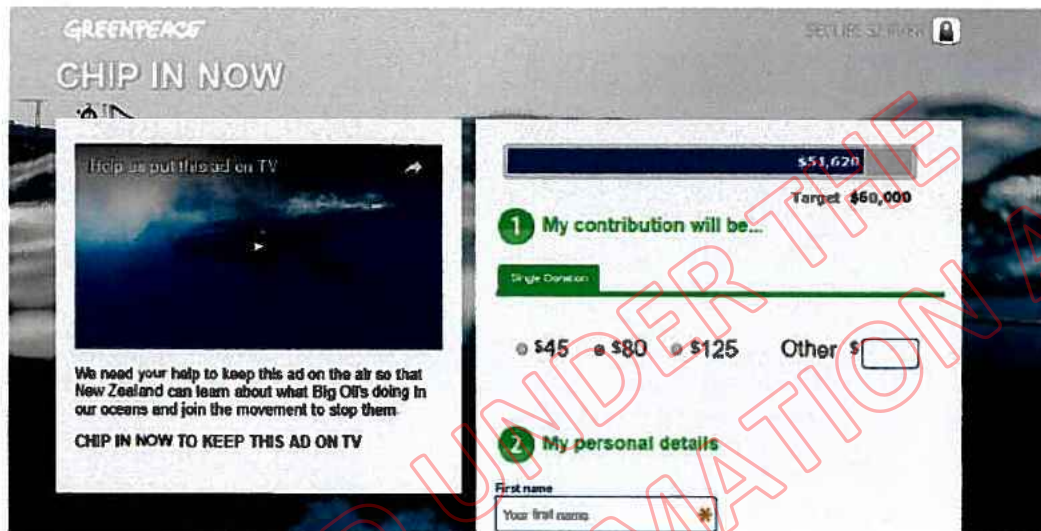 GREENPEACE
SECURE SERVER
CHIP IN NOW
Help us put this ad on TV
$51,620
Target $60,000
1 My contribution will be...
Single Donation
$45 $80 $125 Other $
We need your help to keep this ad on the air so that
New Zealand can learn about what Big Oil's doing in
our oceans and join the movement to stop them
CHIP IN NOW TO KEEP THIS AD ON TV
2 My personal details
First name
Your first name *
UNDER THE
MATION A